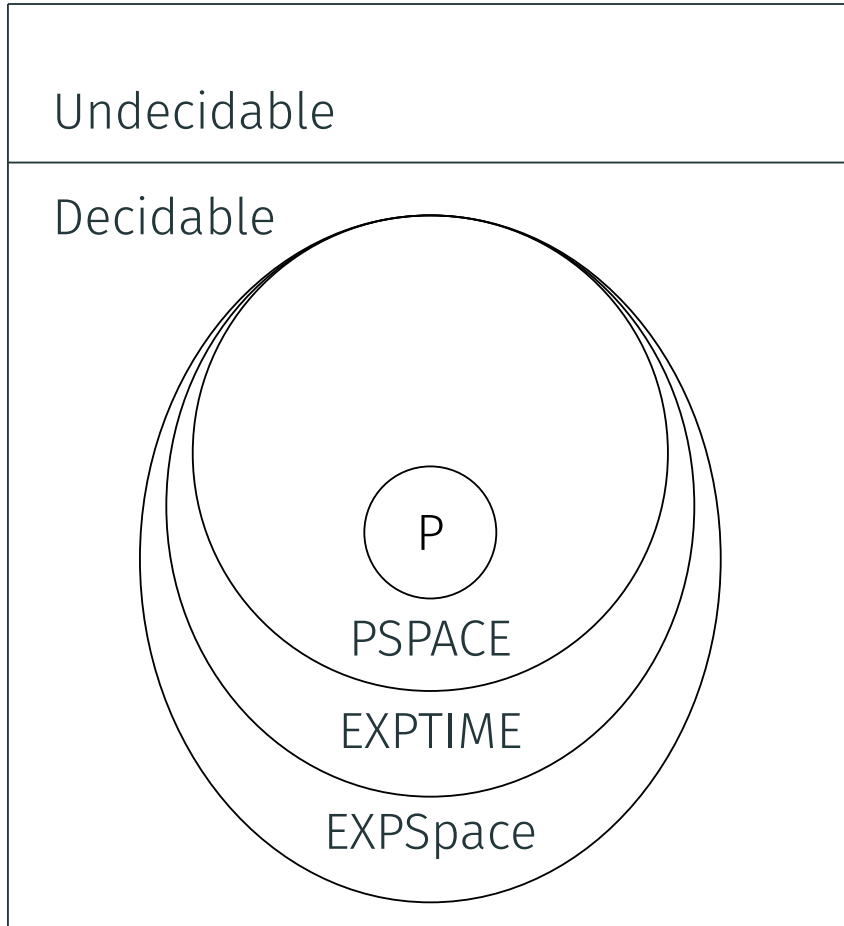 Undecidable
Decidable
P
PSPACE
EXPTIME
EXPSpace